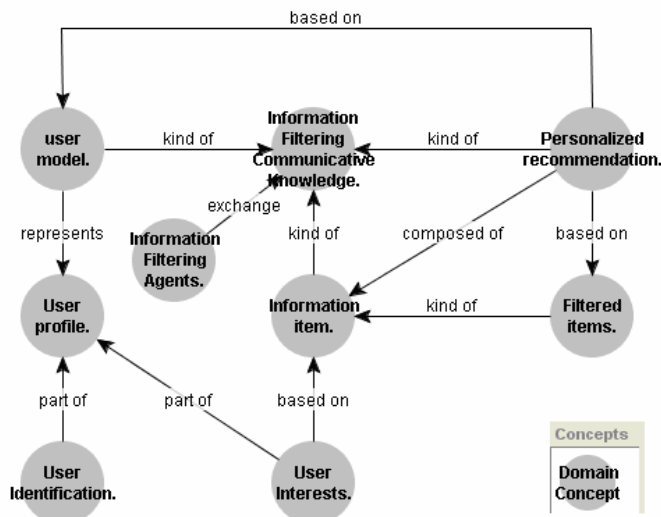 based on
user
model.
kind of
Information
Filtering
Communicative
Knowledge.
kind of
Personalized
recommendation.
exchange
represents
Information
Filtering
Agents.
kind of
composed of
based on
User
profile.
Information
item.
kind of
Filtered
items.
part of
part of
based on
User
Identification.
User
Interests.
Concepts
Domain
Concept